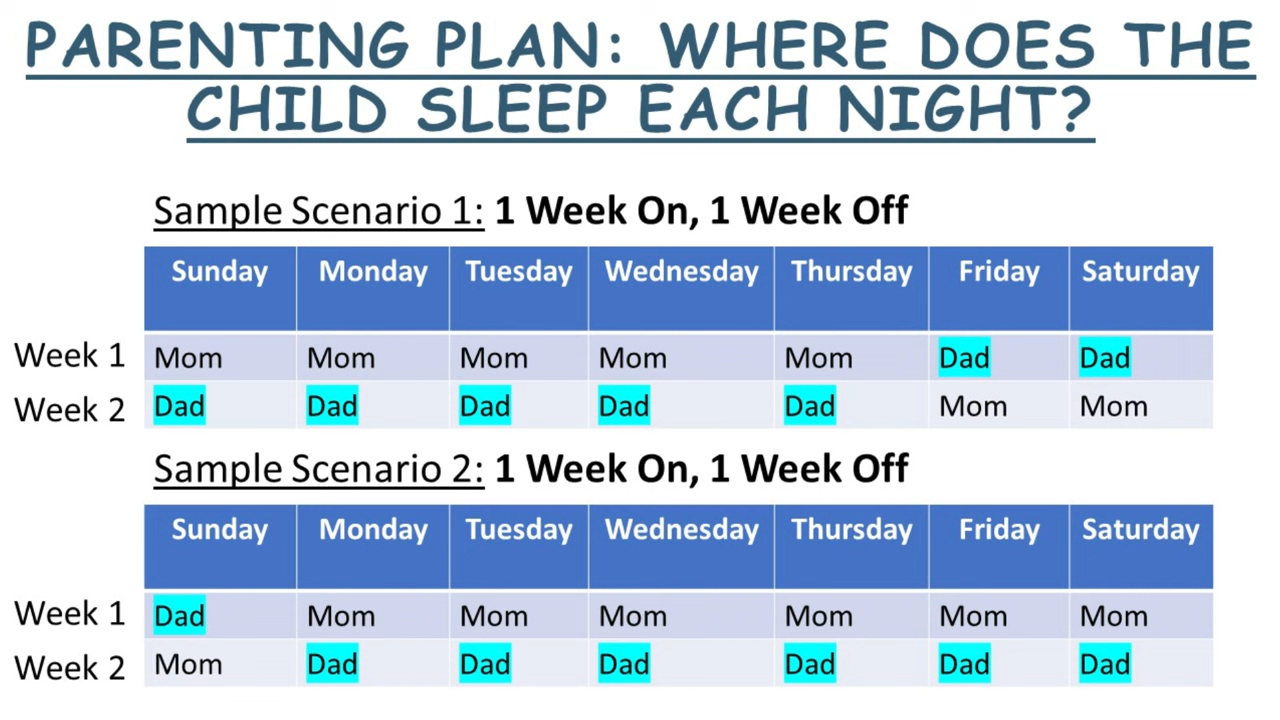 PARENTING PLAN: WHERE DOES THE
CHILD SLEEP EACH NIGHT?
Sample Scenario 1: 1 Week On, 1 Week Off
Sunday Monday Tuesday Wednesday Thursday Friday Saturday
Week 1 Mom Mom Mom Mom Mom Dad Dad
Week 2 Dad Dad Dad Dad Dad Mom Mom
Sample Scenario 2: 1 Week On, 1 Week Off
Sunday Monday Tuesday Wednesday Thursday Friday Saturday
Week 1 Dad Mom Mom Mom Mom Mom Mom
Week 2 Mom Dad Dad Dad Dad Dad Dad